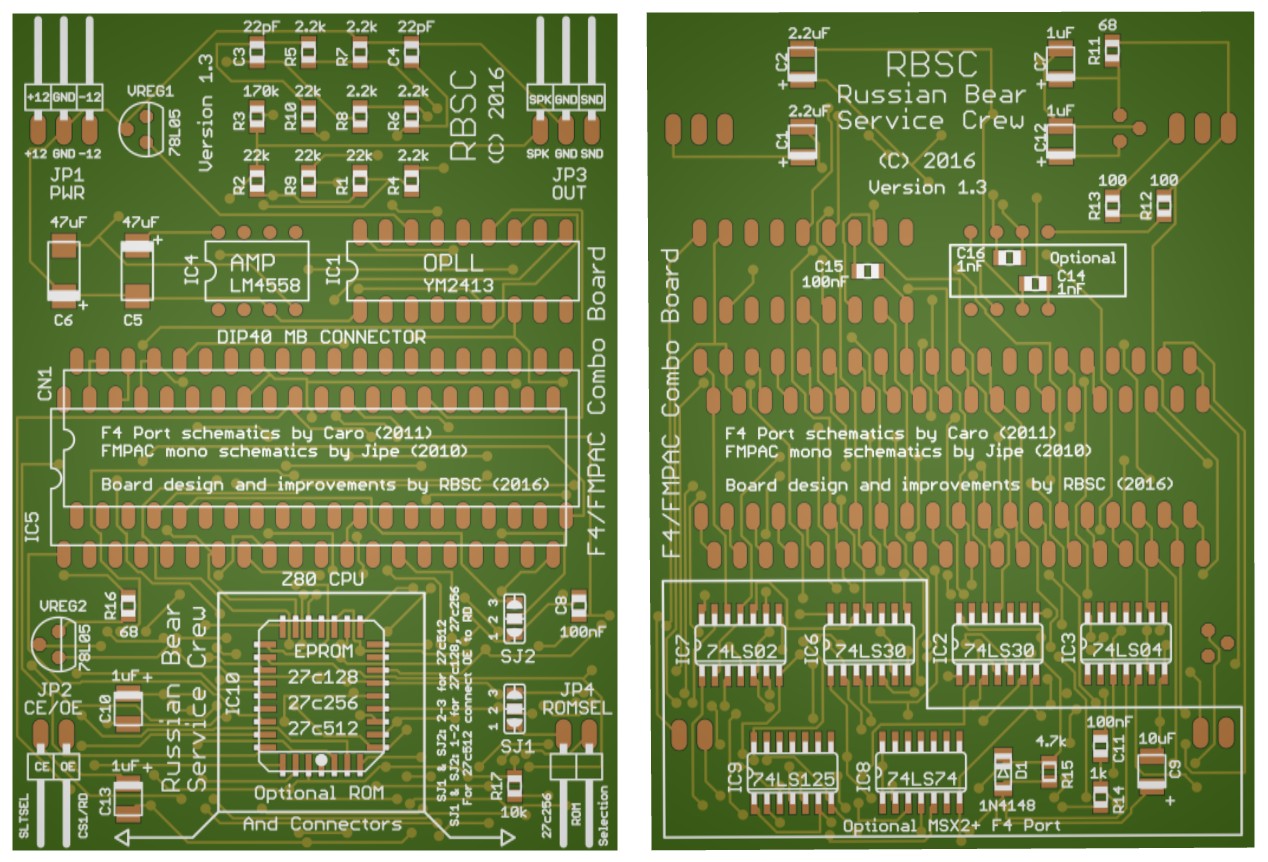 22pF 2.2k 2.2k 22pF
C3 R5 R7 C4
+12 GND -12
VREG1
78L05
Version 1.3
170k 22k 2.2k 2.2k
R3 R10 R8 R6
RBSC
(C) 2016
SPK GND SND
+12 GND -12
JP1
PWR
22k 22k 22k 2.2k
R2 R9 R1 R4
SPK GND SND
JP3
OUT
47uF 47uF
+
+
C6 C5
IC4
AMP
LM4558
IC1
OPLL
YM2413
DIP40 MB CONNECTOR
CN1
F4 Port schematics by Caro (2011)
FMPAC mono schematics by Jipe (2010)
Board design and improvements by RBSC (2016)
IC5
F4/FMPAC Combo Board
Z80 CPU
VREG2
78L05
R16
68
Russian Bear
Service Crew
JP2
CE/OE
1uF +
C10
CE OE
1uF +
C13
SLTSEL
CS1/RD
IC10
EPROM
27c128
27c256
27c512
Optional ROM
And Connectors
SJ1 & SJ2: 2-3 for 27c512
SJ1 & SJ2: 1-2 for 27c128, 27c256
For 27c512 connect OE to RD
1 2 3
SJ2
C8
100nF
1 2 3
SJ1
JP4
ROMSEL
R17
10k
27c256
ROM
Selection
2.2uF
C2
+
2.2uF
C1
+
RBSC
Russian Bear
Service Crew
(C) 2016
Version 1.3
1uF
C7
+
68
R11
1uF
C12
+
100 100
R13 R12
C15
100nF
C16
1nF
Optional
C14
1nF
F4/FMPAC Combo Board
F4 Port schematics by Caro (2011)
FMPAC mono schematics by Jipe (2010)
Board design and improvements by RBSC (2016)
IC7
74LS02
IC6
74LS30
IC2
74LS30
IC3
74LS04
IC9
74LS125
IC8
74LS74
D1
1N4148
4.7k
R15
100nF
C11
1k
R14
10uF
C9
+
Optional MSX2+ F4 Port